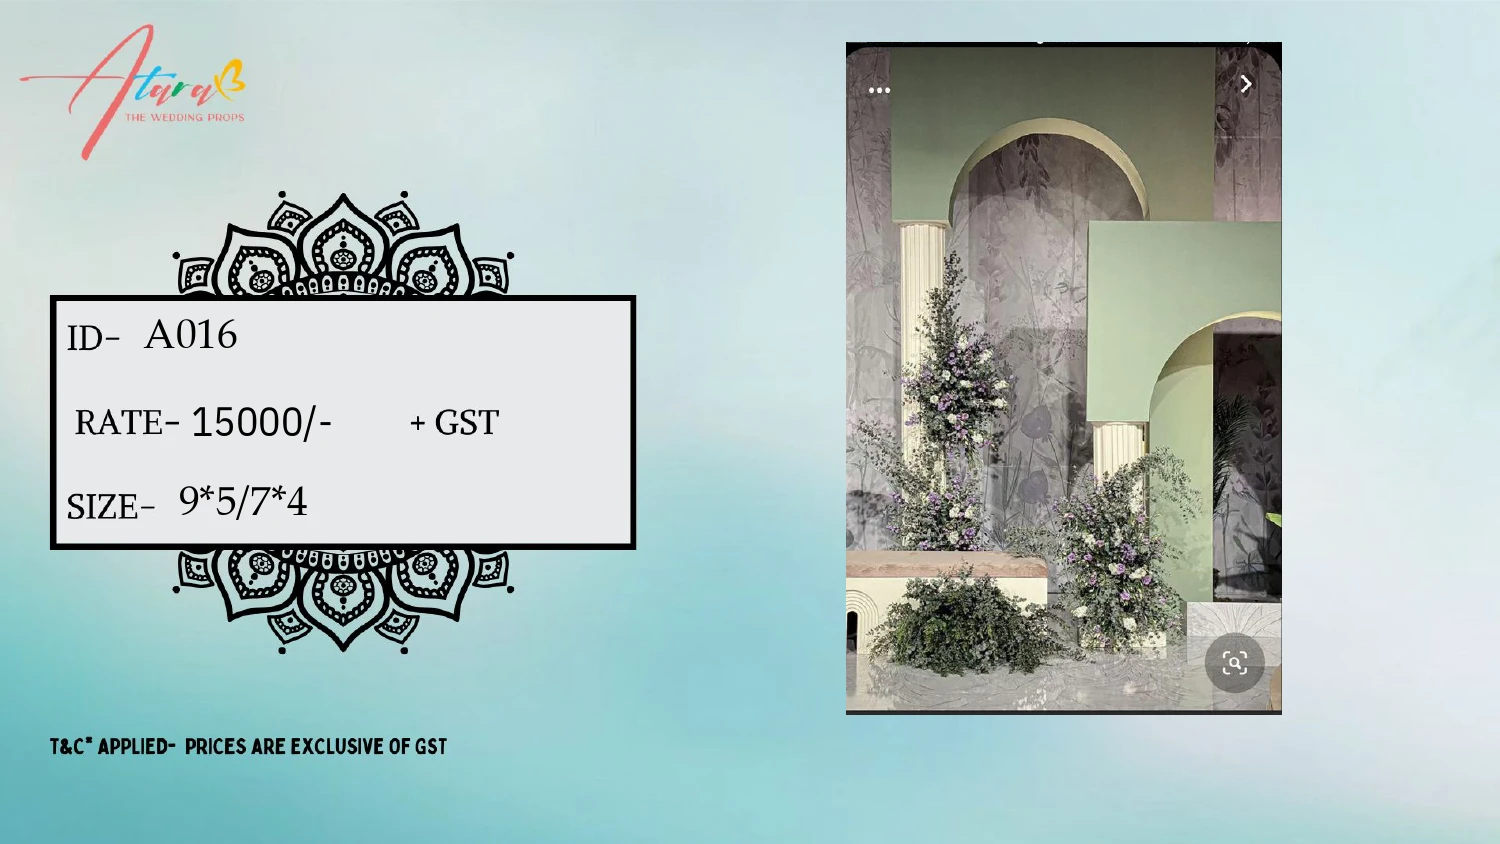 Atara
THE WEDDING PROPS
ID- A016
RATE- 15000/- + GST
SIZE- 9*5/7*4
T&C* APPLIED- PRICES ARE EXCLUSIVE OF GST